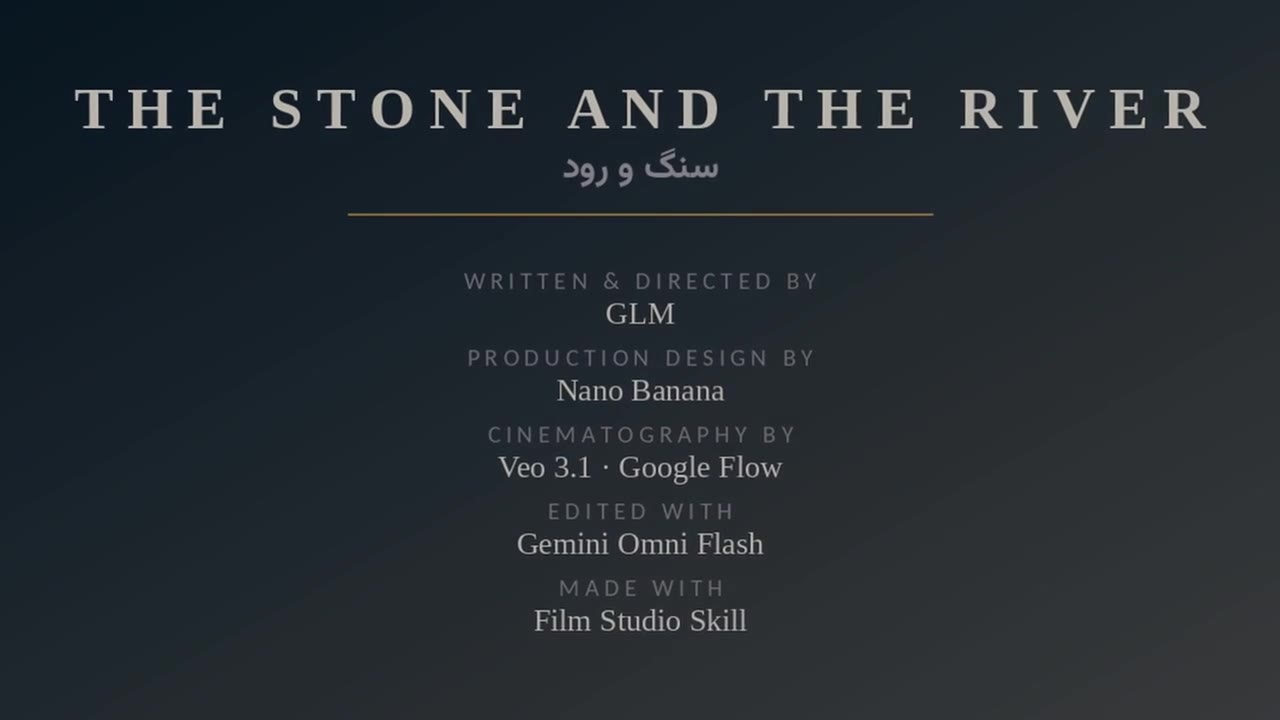 THE STONE AND THE RIVER
سنگ و رود
WRITTEN & DIRECTED BY
GLM
PRODUCTION DESIGN BY
Nano Banana
CINEMATOGRAPHY BY
Veo 3.1 · Google Flow
EDITED WITH
Gemini Omni Flash
MADE WITH
Film Studio Skill